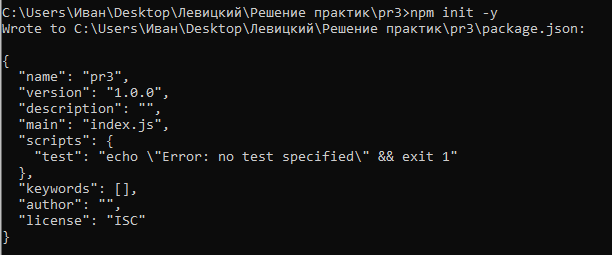 C:\Users\Иван\Desktop\Левицкий\Решение практик\pr3>npm init -y
Wrote to C:\Users\Иван\Desktop\Левицкий\Решение практик\pr3\package.json:
{
  "name": "pr3",
  "version": "1.0.0",
  "description": "",
  "main": "index.js",
  "scripts": {
    "test": "echo \"Error: no test specified\" && exit 1"
  },
  "keywords": [],
  "author": "",
  "license": "ISC"
}